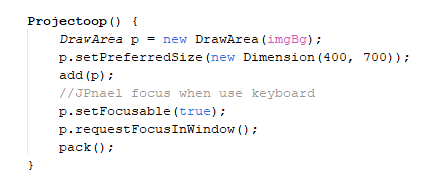 Projectoop() {
DrawArea p = new DrawArea(imgBg);
p.setPreferredSize(new Dimension(400, 700));
add(p);
//JPnael focus when use keyboard
p.setFocusable(true);
p.requestFocusInWindow();
pack();
}